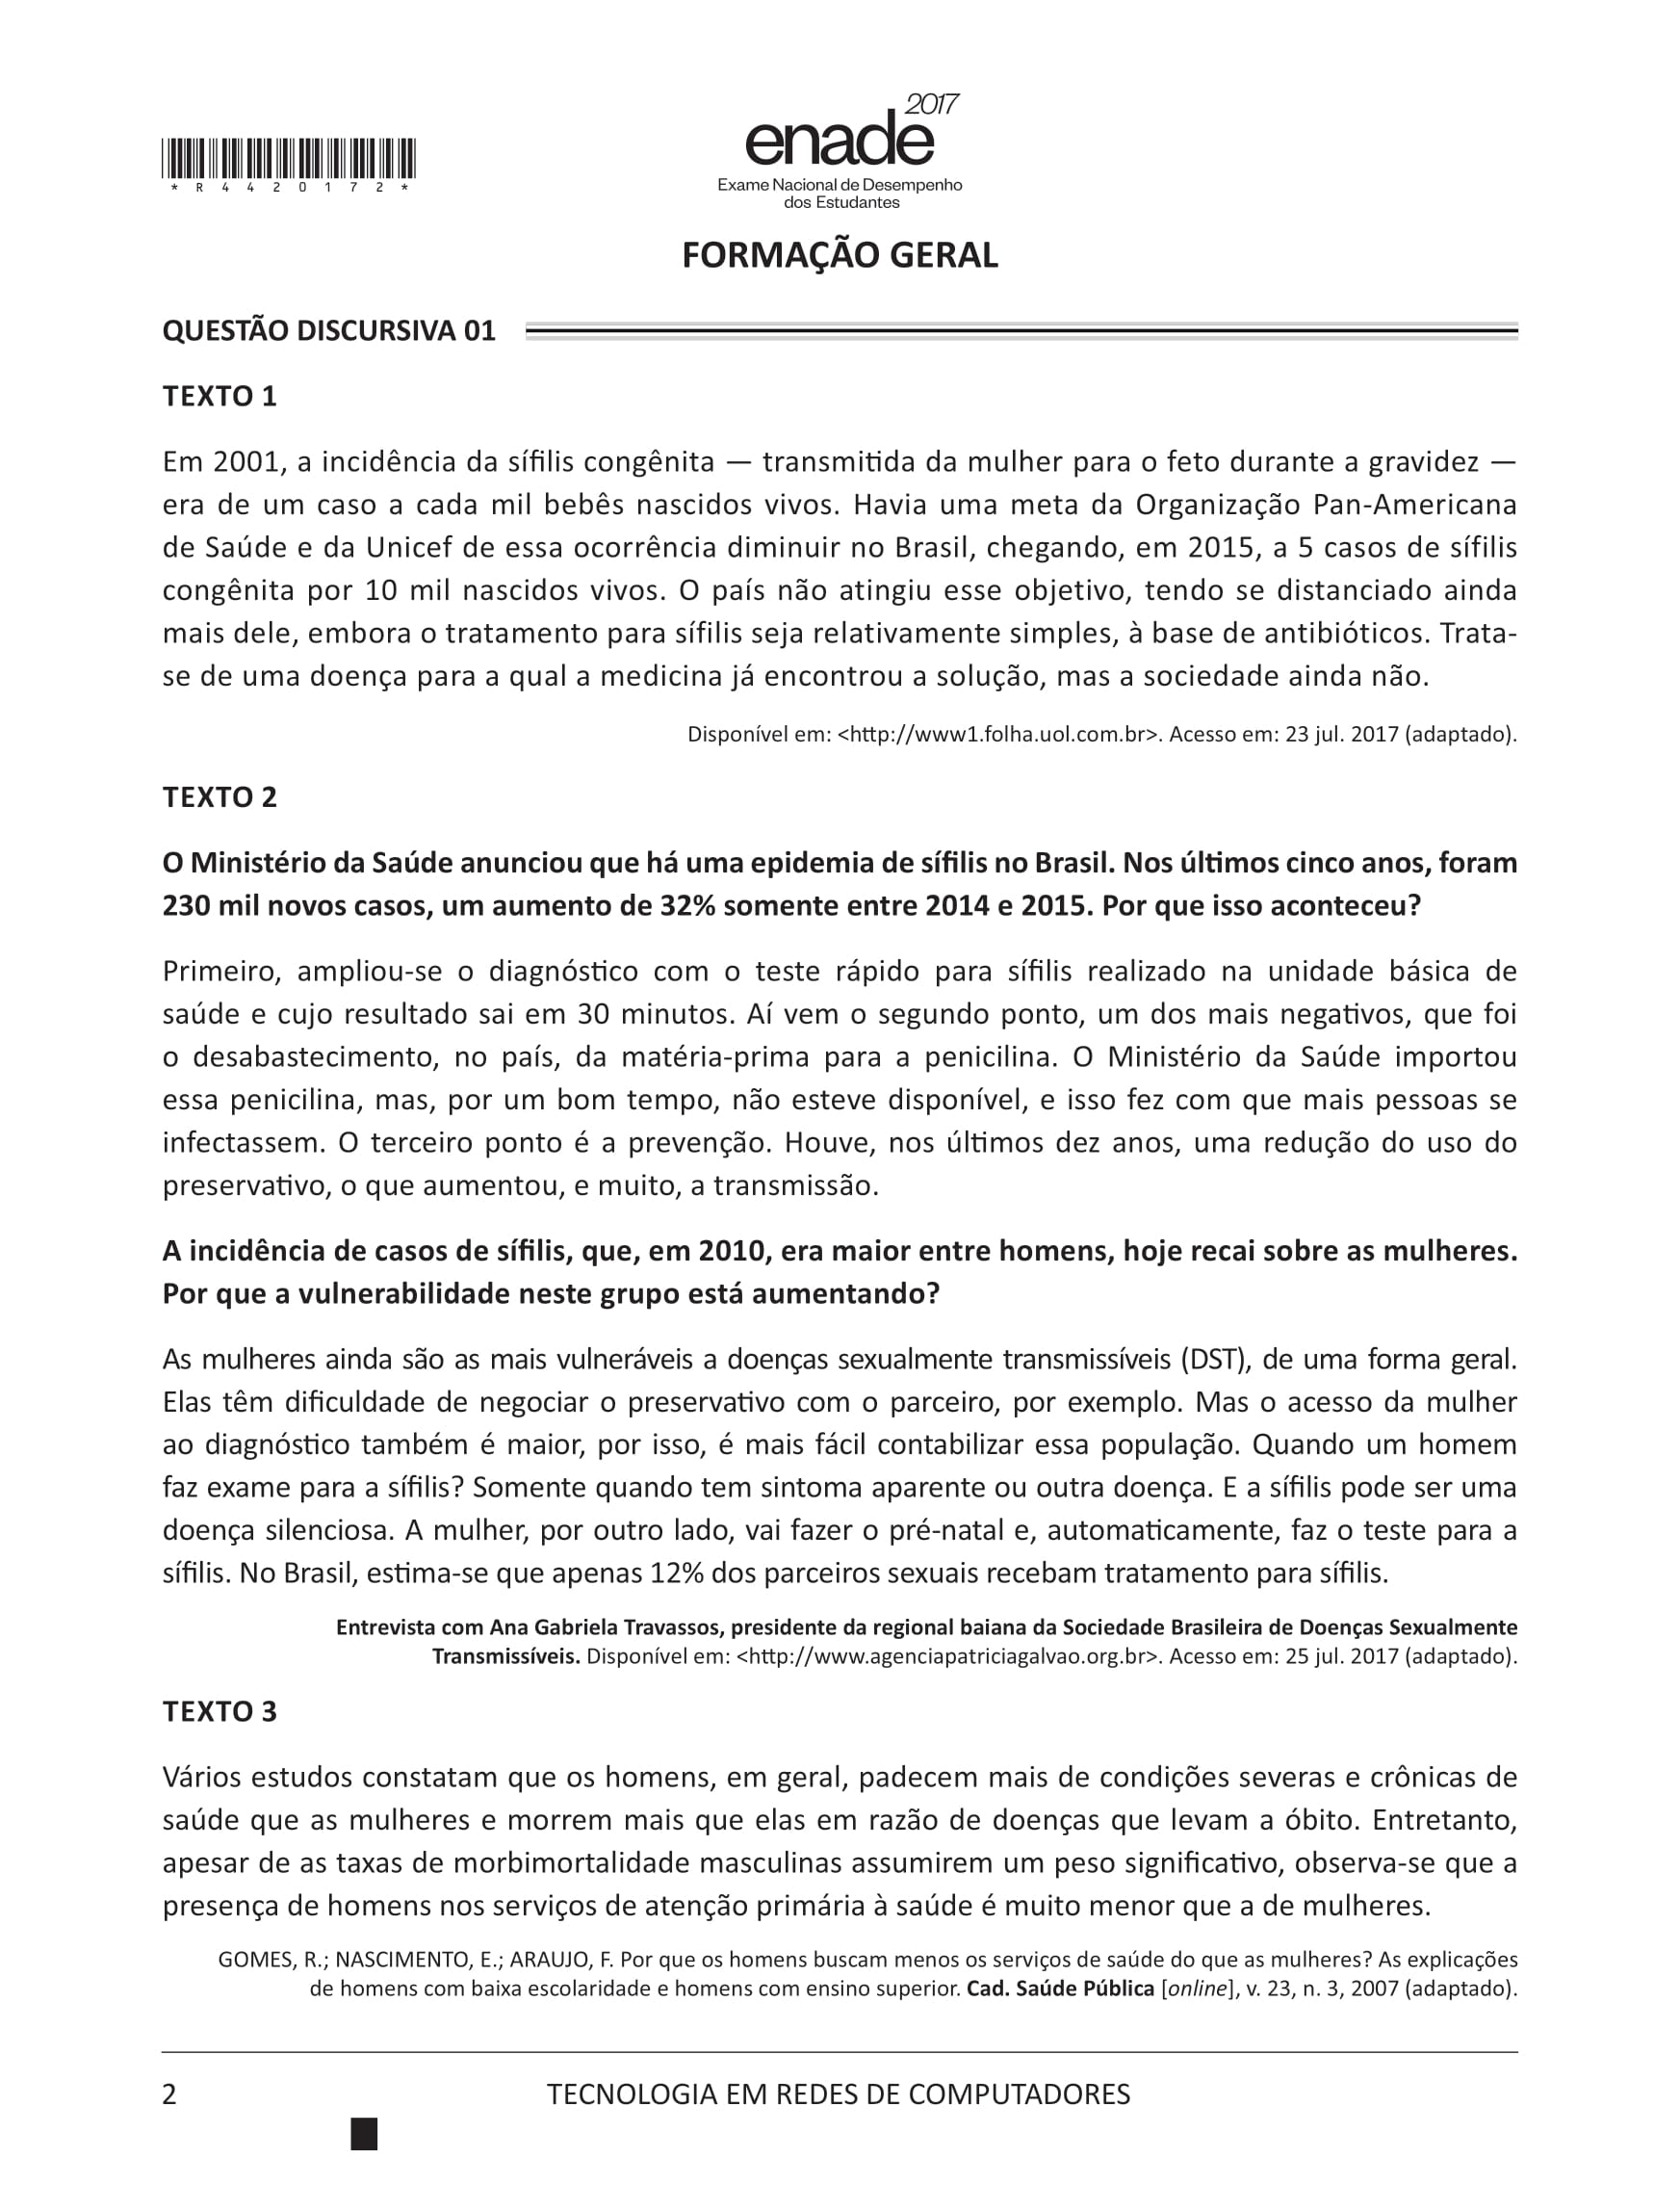 *R4420172*
2017
enade
Exame Nacional de Desempenho
dos Estudantes
FORMAÇÃO GERAL
QUESTÃO DISCURSIVA 01
TEXTO 1
Em 2001, a incidência da sífilis congênita — transmitida da mulher para o feto durante a gravidez —
era de um caso a cada mil bebês nascidos vivos. Havia uma meta da Organização Pan-Americana
de Saúde e da Unicef de essa ocorrência diminuir no Brasil, chegando, em 2015, a 5 casos de sífilis
congênita por 10 mil nascidos vivos. O país não atingiu esse objetivo, tendo se distanciado ainda
mais dele, embora o tratamento para sífilis seja relativamente simples, à base de antibióticos. Trata-
se de uma doença para a qual a medicina já encontrou a solução, mas a sociedade ainda não.
Disponível em: <http://www1.folha.uol.com.br>. Acesso em: 23 jul. 2017 (adaptado).
TEXTO 2
O Ministério da Saúde anunciou que há uma epidemia de sífilis no Brasil. Nos últimos cinco anos, foram
230 mil novos casos, um aumento de 32% somente entre 2014 e 2015. Por que isso aconteceu?
Primeiro, ampliou-se o diagnóstico com o teste rápido para sífilis realizado na unidade básica de
saúde e cujo resultado sai em 30 minutos. Aí vem o segundo ponto, um dos mais negativos, que foi
o desabastecimento, no país, da matéria-prima para a penicilina. O Ministério da Saúde importou
essa penicilina, mas, por um bom tempo, não esteve disponível, e isso fez com que mais pessoas se
infectassem. O terceiro ponto é a prevenção. Houve, nos últimos dez anos, uma redução do uso do
preservativo, o que aumentou, e muito, a transmissão.
A incidência de casos de sífilis, que, em 2010, era maior entre homens, hoje recai sobre as mulheres.
Por que a vulnerabilidade neste grupo está aumentando?
As mulheres ainda são as mais vulneráveis a doenças sexualmente transmissíveis (DST), de uma forma geral.
Elas têm dificuldade de negociar o preservativo com o parceiro, por exemplo. Mas o acesso da mulher
ao diagnóstico também é maior, por isso, é mais fácil contabilizar essa população. Quando um homem
faz exame para a sífilis? Somente quando tem sintoma aparente ou outra doença. E a sífilis pode ser uma
doença silenciosa. A mulher, por outro lado, vai fazer o pré-natal e, automaticamente, faz o teste para a
sífilis. No Brasil, estima-se que apenas 12% dos parceiros sexuais recebam tratamento para sífilis.
Entrevista com Ana Gabriela Travassos, presidente da regional baiana da Sociedade Brasileira de Doenças Sexualmente
Transmissíveis. Disponível em: <http://www.agenciapatriciagalvao.org.br>. Acesso em: 25 jul. 2017 (adaptado).
TEXTO 3
Vários estudos constatam que os homens, em geral, padecem mais de condições severas e crônicas de
saúde que as mulheres e morrem mais que elas em razão de doenças que levam a óbito. Entretanto,
apesar de as taxas de morbimortalidade masculinas assumirem um peso significativo, observa-se que a
presença de homens nos serviços de atenção primária à saúde é muito menor que a de mulheres.
GOMES, R.; NASCIMENTO, E.; ARAUJO, F. Por que os homens buscam menos os serviços de saúde do que as mulheres? As explicações
de homens com baixa escolaridade e homens com ensino superior. Cad. Saúde Pública [online], v. 23, n. 3, 2007 (adaptado).
2
TECNOLOGIA EM REDES DE COMPUTADORES